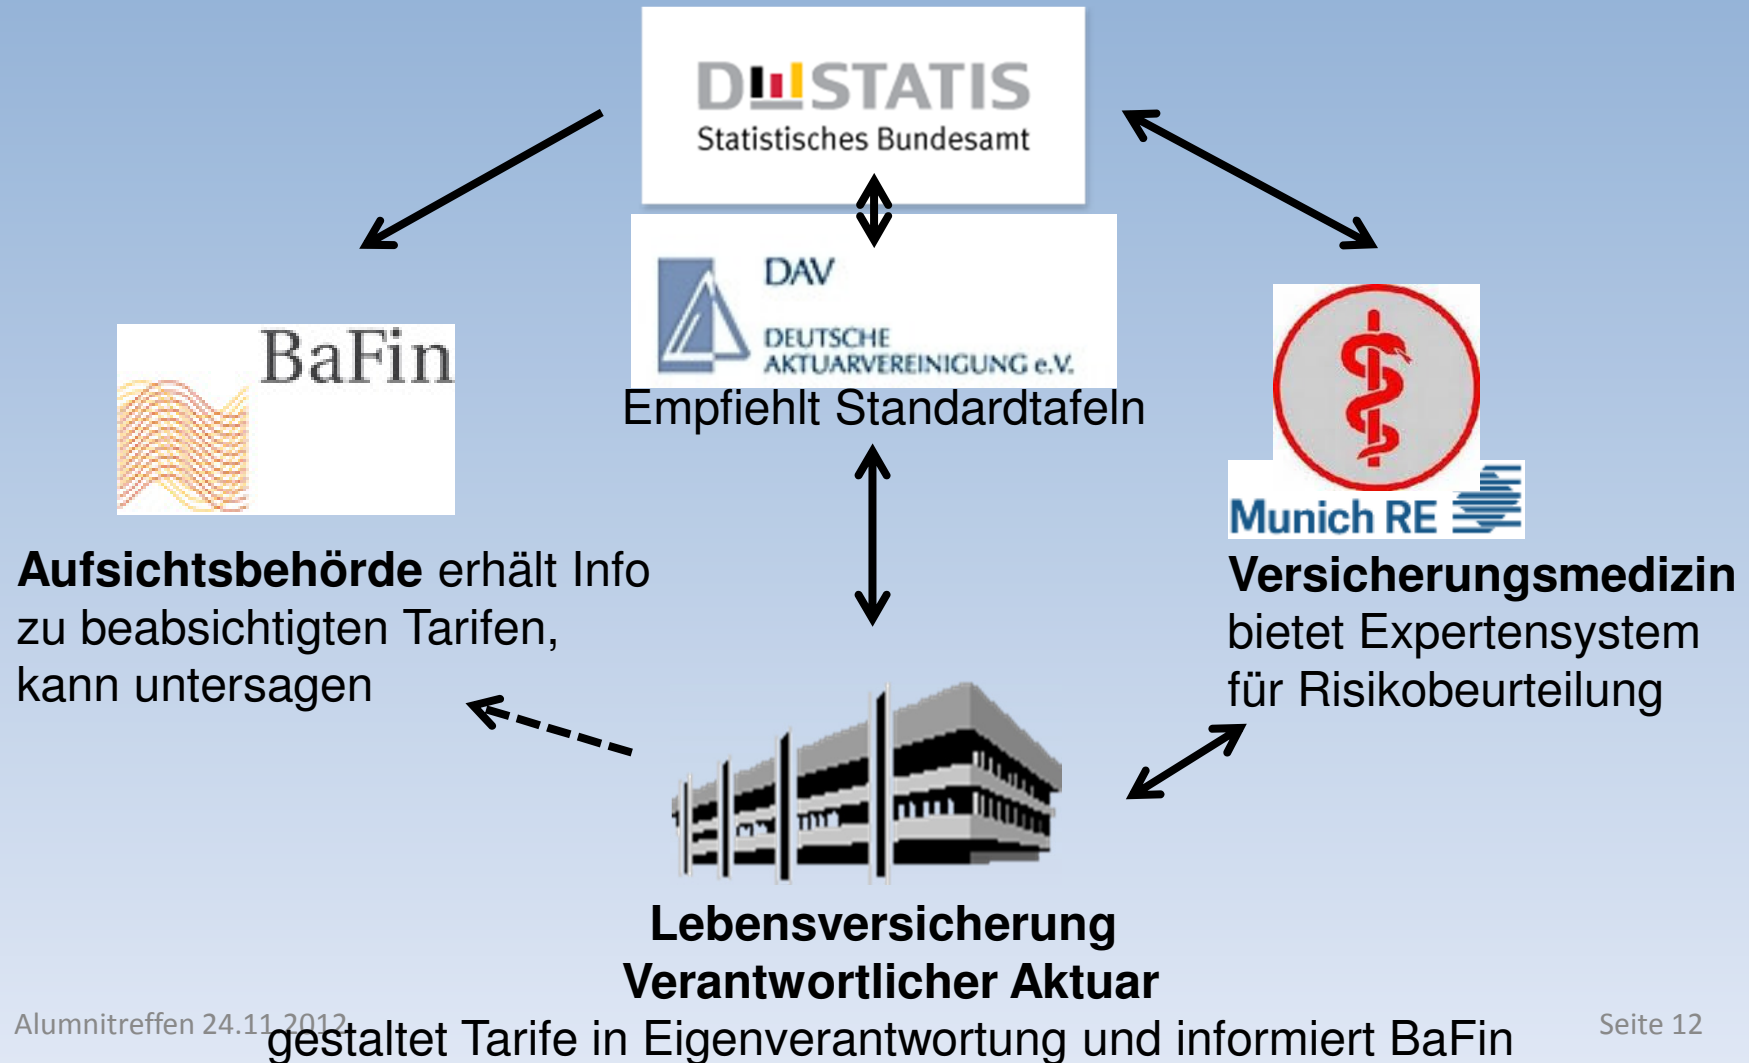 DESTATIS
Statistisches Bundesamt
DAV
DEUTSCHE
AKTUARVEREINIGUNG e.V.
Empfiehlt Standardtafeln
BaFin
Aufsichtsbehörde erhält Info
zu beabsichtigten Tarifen,
kann untersagen
Munich RE
Versicherungsmedizin
bietet Expertensystem
für Risikobeurteilung
Lebensversicherung
Verantwortlicher Aktuar
gestaltet Tarife in Eigenverantwortung und informiert BaFin
Alumnitreffen 24.11.2012
Seite 12